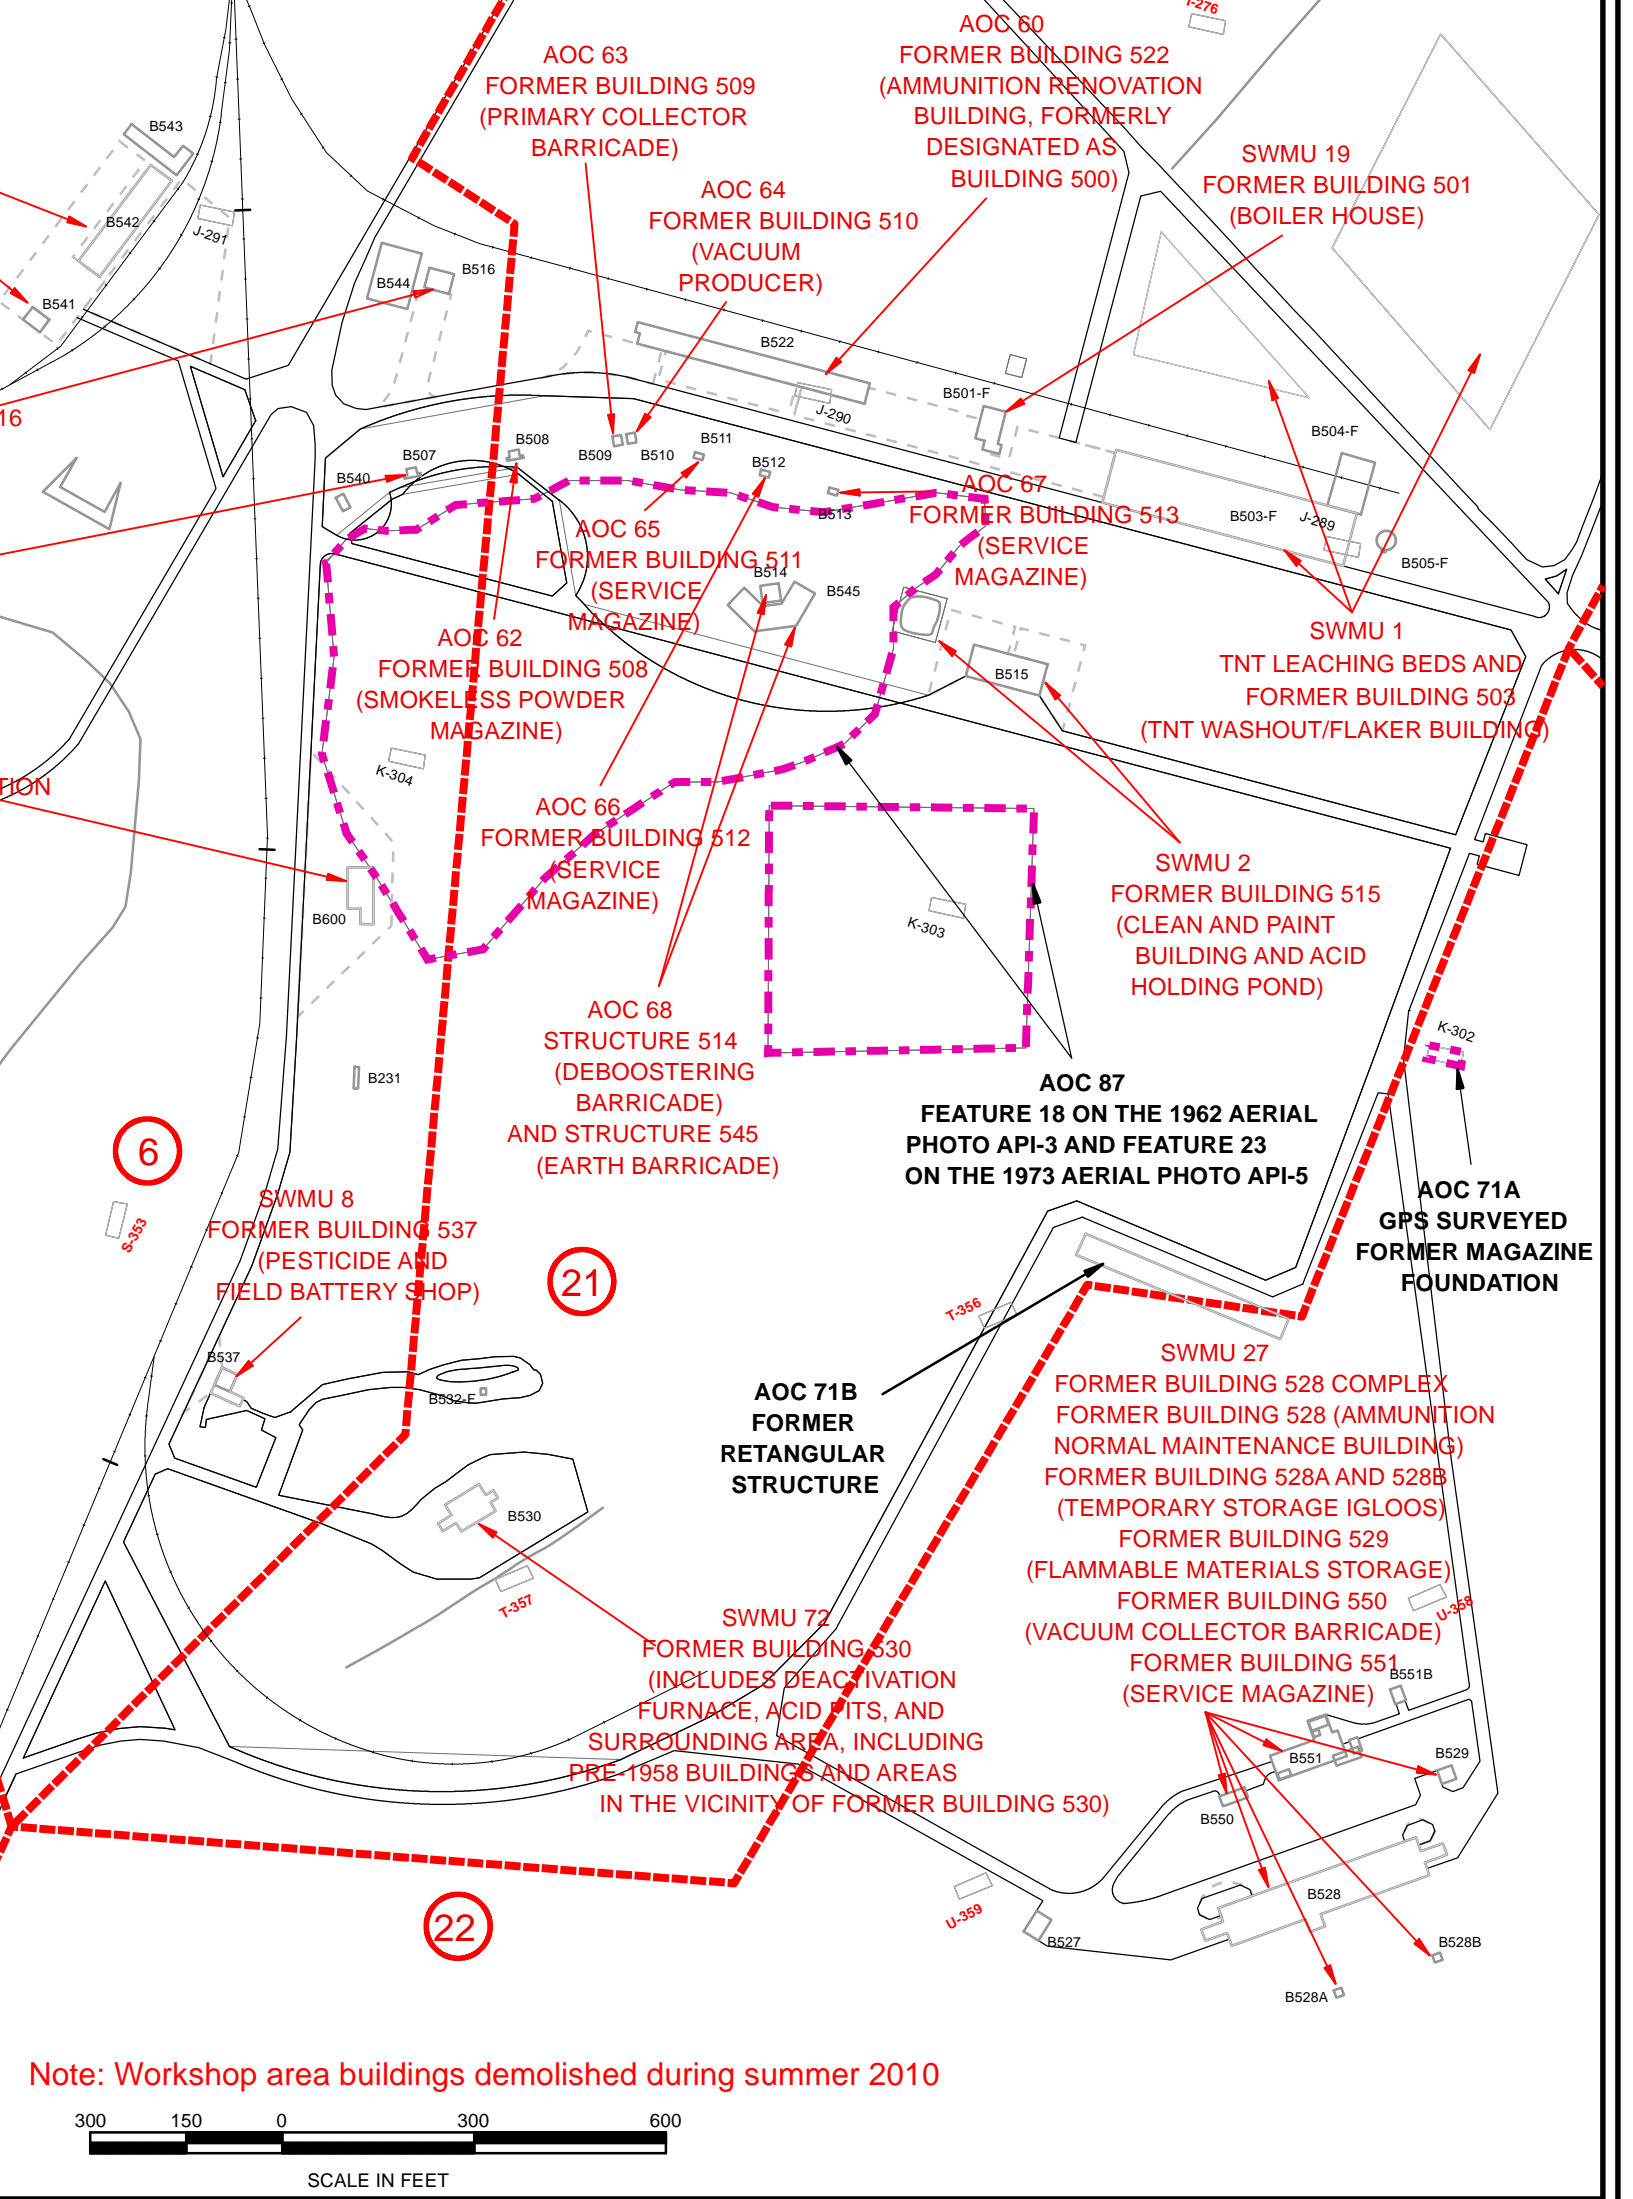 AOC 63
FORMER BUILDING 509
(PRIMARY COLLECTOR
BARRICADE)
AOC 60
FORMER BUILDING 522
(AMMUNITION RENOVATION
BUILDING, FORMERLY
DESIGNATED AS
BUILDING 500)
AOC 64
FORMER BUILDING 510
(VACUUM
PRODUCER)
SWMU 19
FORMER BUILDING 501
(BOILER HOUSE)
B543
B542
J-291
B541
B544
B516
B522
J-290
B501-F
B504-F
16
B507
B508
B509
B510
B511
B512
B513
B540
B503-F
J-289
B505-F
AOC 67
FORMER BUILDING 513
(SERVICE
MAGAZINE)
AOC 65
FORMER BUILDING 511
(SERVICE
MAGAZINE)
B514
B545
B515
AOC 62
FORMER BUILDING 508
(SMOKELESS POWDER
MAGAZINE)
SWMU 1
TNT LEACHING BEDS AND
FORMER BUILDING 503
(TNT WASHOUT/FLAKER BUILDING)
K-304
AOC 66
FORMER BUILDING 512
(SERVICE
MAGAZINE)
SWMU 2
FORMER BUILDING 515
(CLEAN AND PAINT
BUILDING AND ACID
HOLDING POND)
B600
K-303
AOC 68
STRUCTURE 514
(DEBOOSTERING
BARRICADE)
AND STRUCTURE 545
(EARTH BARRICADE)
B231
K-302
AOC 87
FEATURE 18 ON THE 1962 AERIAL
PHOTO API-3 AND FEATURE 23
ON THE 1973 AERIAL PHOTO API-5
AOC 71A
GPS SURVEYED
FORMER MAGAZINE
FOUNDATION
6
S-353
SWMU 8
FORMER BUILDING 537
(PESTICIDE AND
FIELD BATTERY SHOP)
21
T-356
B537
B532-F
AOC 71B
FORMER
RETANGULAR
STRUCTURE
SWMU 27
FORMER BUILDING 528 COMPLEX
FORMER BUILDING 528 (AMMUNITION
NORMAL MAINTENANCE BUILDING)
FORMER BUILDING 528A AND 528B
(TEMPORARY STORAGE IGLOOS)
FORMER BUILDING 529
(FLAMMABLE MATERIALS STORAGE)
FORMER BUILDING 550
(VACUUM COLLECTOR BARRICADE)
FORMER BUILDING 551
(SERVICE MAGAZINE)
B530
T-357
U-358
SWMU 72
FORMER BUILDING 530
(INCLUDES DEACTIVATION
FURNACE, ACID PITS, AND
SURROUNDING AREA, INCLUDING
PRE-1958 BUILDINGS AND AREAS
IN THE VICINITY OF FORMER BUILDING 530)
B551B
B551
B529
B550
B528
22
U-359
B527
B528B
B528A
Note: Workshop area buildings demolished during summer 2010
300 150 0 300 600
SCALE IN FEET